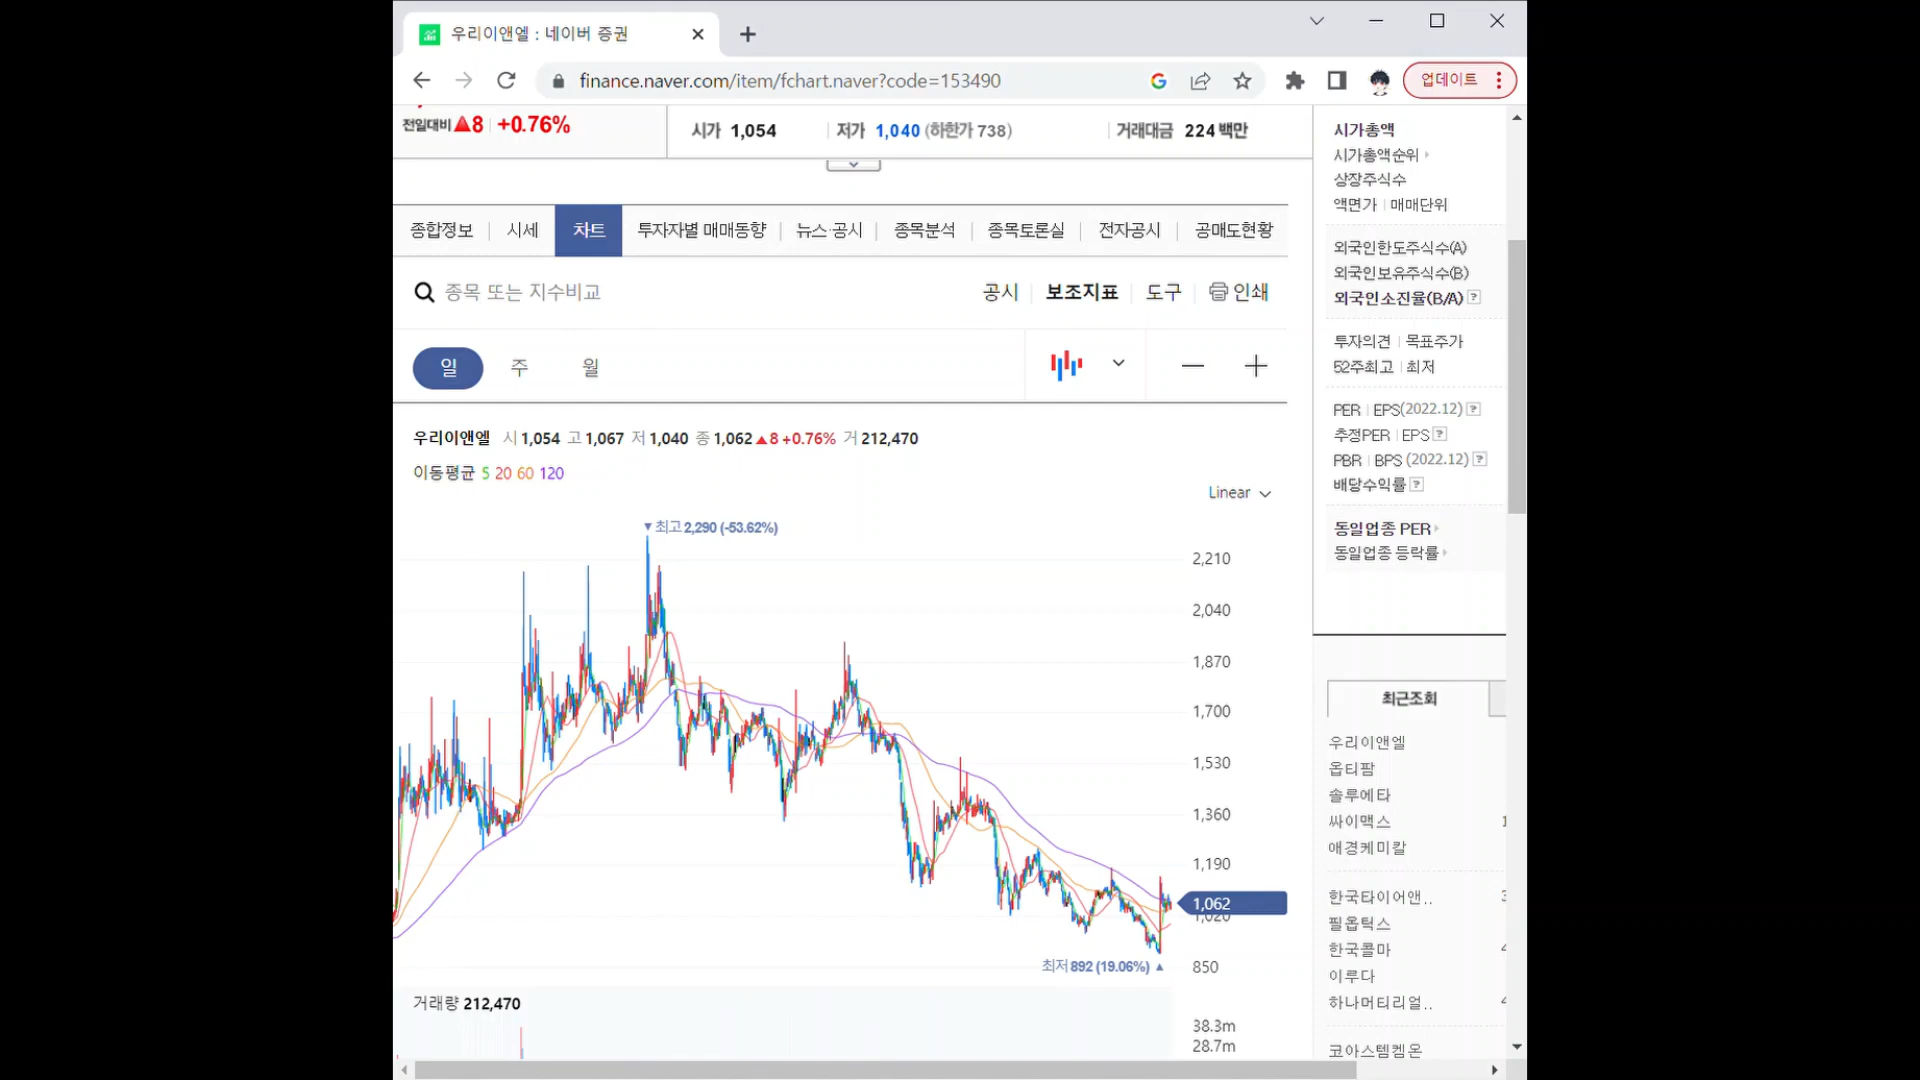 우리이앤엘 : 네이버 증권
finance.naver.com/item/fchart.naver?code=153490
업데이트
전일대비 ▲8 +0.76%
시가 1,054
저가 1,040 (하한가 738)
거래대금 224 백만
종합정보 시세 차트 투자자별 매매동향 뉴스·공시 종목분석 종목토론실 전자공시 공매도현황
종목 또는 지수비교
공시 보조지표 도구 인쇄
일 주 월
우리이앤엘 시 1,054 고 1,067 저 1,040 종 1,062 ▲8 +0.76% 거 212,470
이동평균 5 20 60 120
Linear
▼최고 2,290 (-53.62%)
2,210
2,040
1,870
1,700
1,530
1,360
1,190
1,062
1,020
최저 892 (19.06%) ▲
850
거래량 212,470
38.3m
28.7m
시가총액
시가총액순위
상장주식수
액면가 | 매매단위
외국인한도주식수(A)
외국인보유주식수(B)
외국인소진율(B/A) ?
투자의견 | 목표주가
52주최고 | 최저
PER | EPS(2022.12) ?
추정PER | EPS ?
PBR | BPS (2022.12) ?
배당수익률 ?
동일업종 PER
동일업종 등락률
최근조회
우리이앤엘
옵티팜
솔루에타
싸이맥스
애경케미칼
한국타이어앤..
필옵틱스
한국콜마
이루다
하나머티리얼..
코아스템켐온